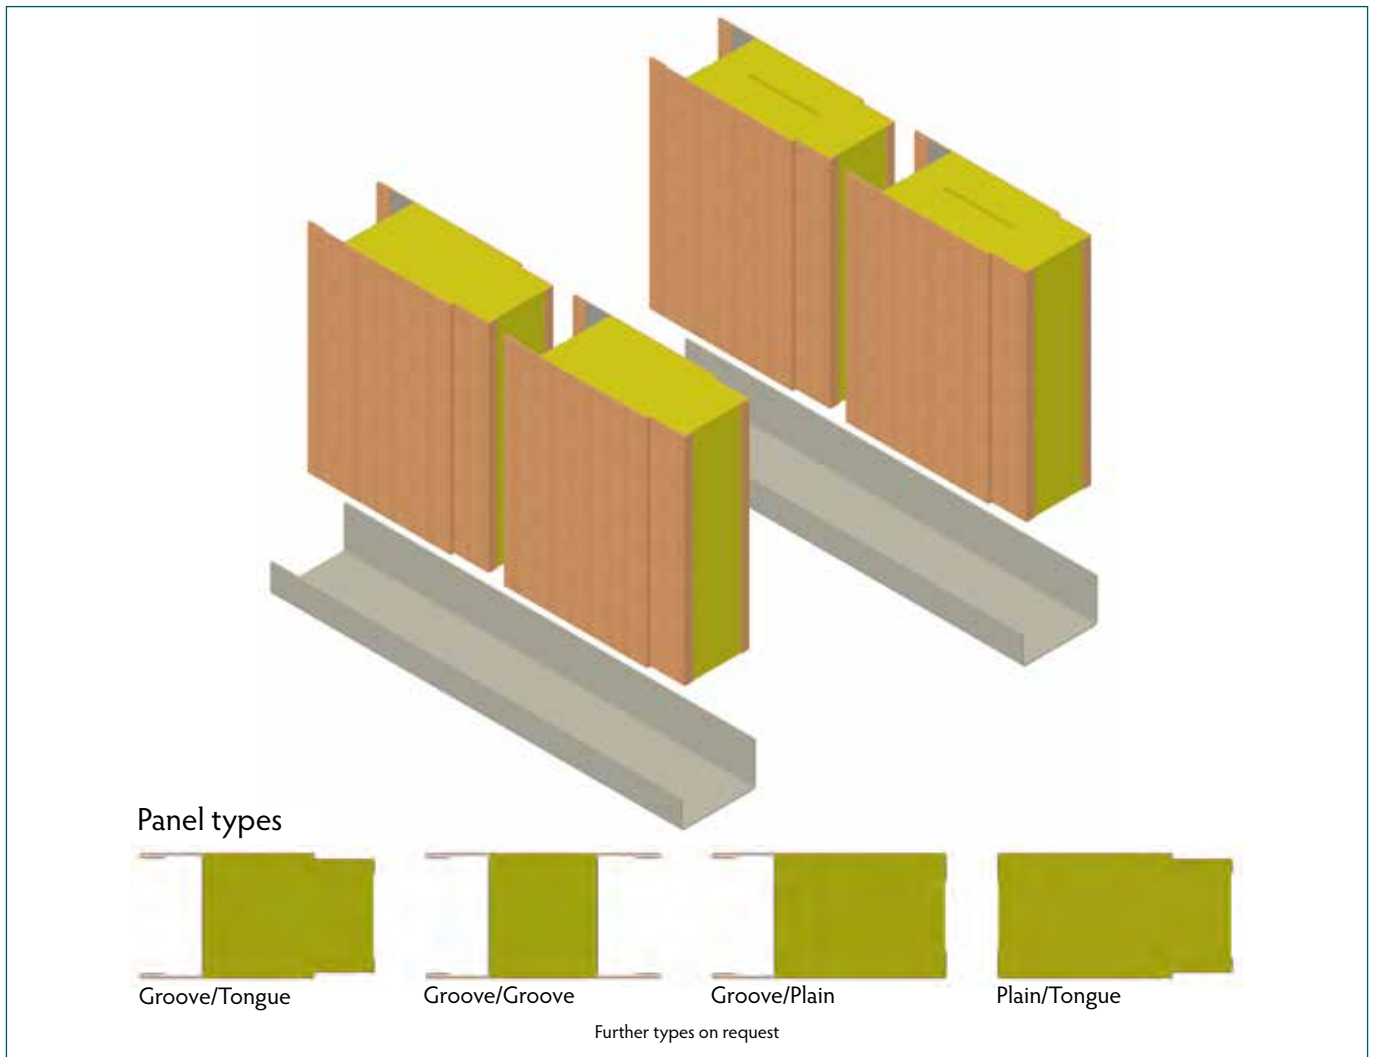 Panel types
Groove/Tongue
Groove/Groove
Groove/Plain
Plain/Tongue
Further types on request